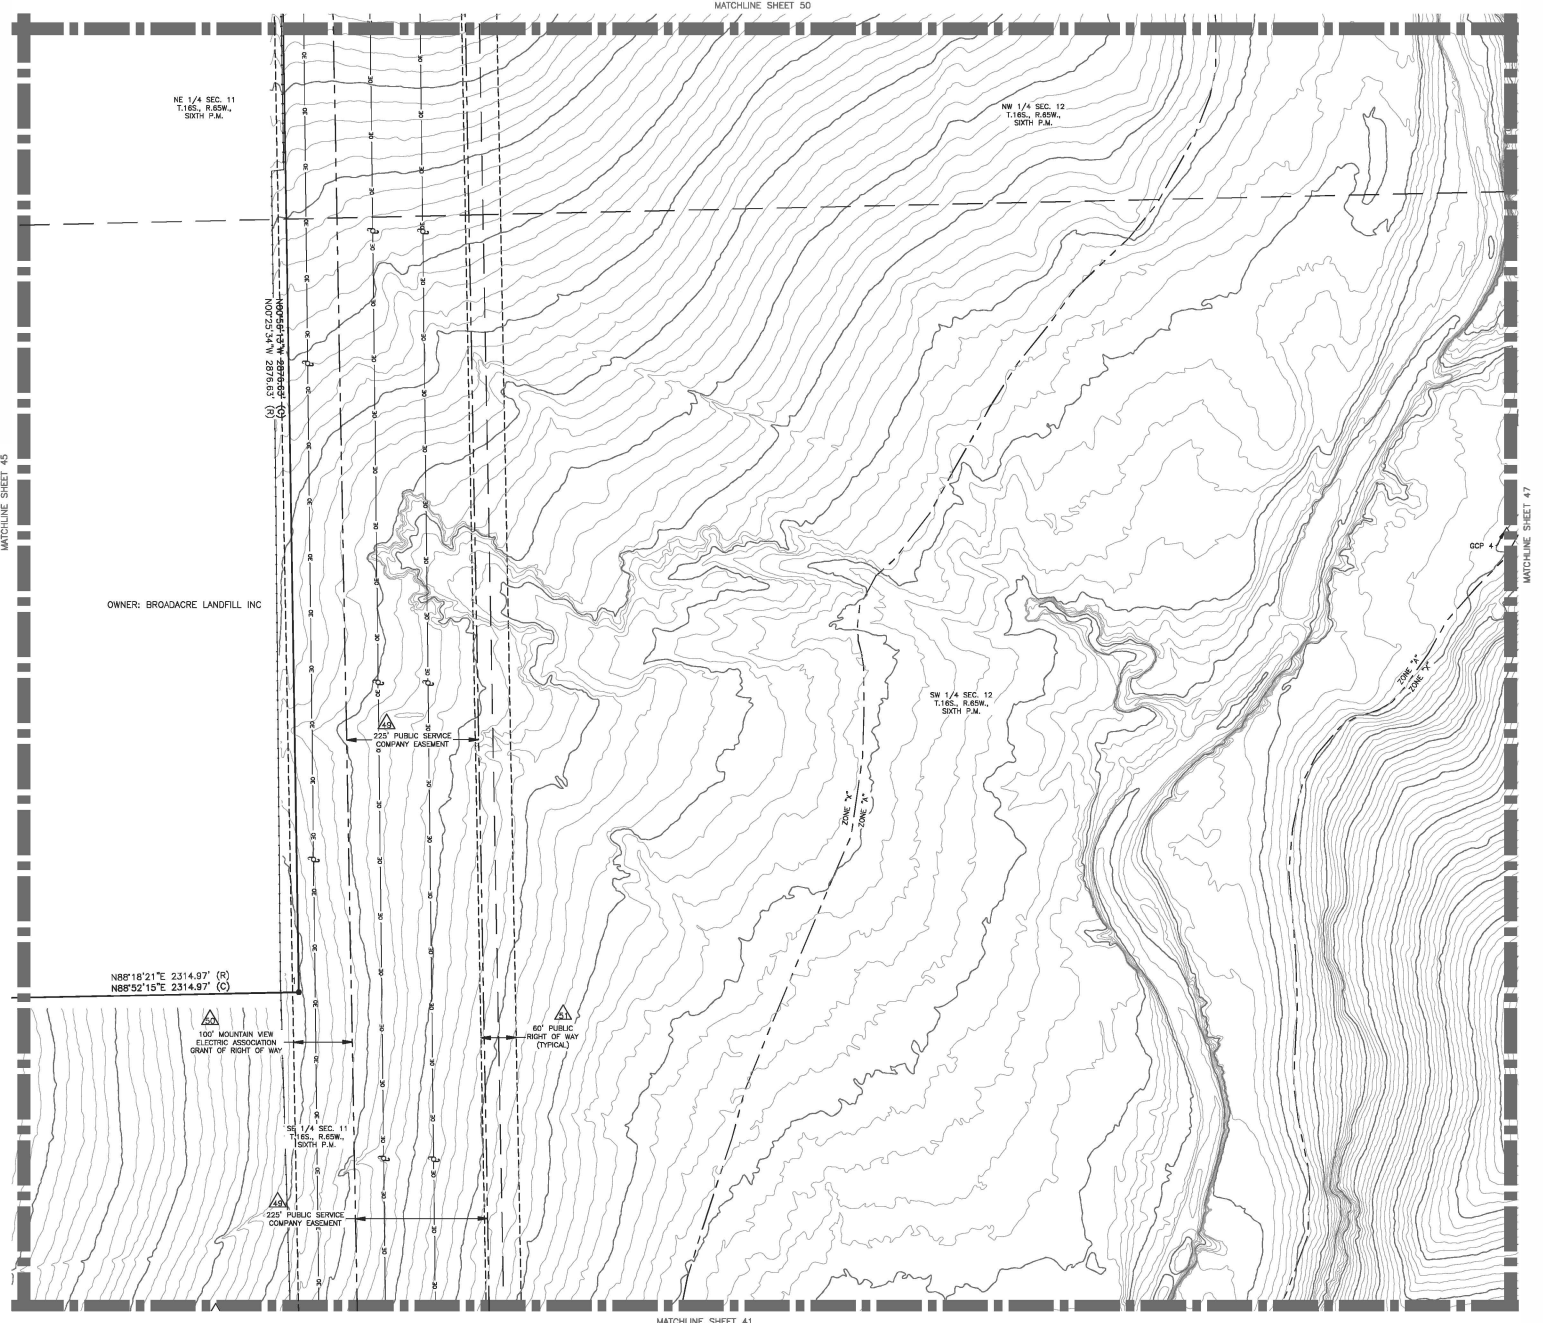 MATCHLINE SHEET 50
NE 1/4 SEC. 11
T.16S., R.65W.,
SIXTH P.M.
NW 1/4 SEC. 12
T.16S., R.65W.,
SIXTH P.M.
N00°25'34"W 2876.63' (R)
2876.63' (C)
MATCHLINE SHEET 45
MATCHLINE SHEET 47
GCP 4
OWNER: BROADACRE LANDFILL INC
ZONE "A"
ZONE "X"
SW 1/4 SEC. 12
T.16S., R.65W.,
SIXTH P.M.
49
225' PUBLIC SERVICE
COMPANY EASEMENT
ZONE "X"
ZONE "A"
N88°18'21"E 2314.97' (R)
N88°52'15"E 2314.97' (C)
50
100' MOUNTAIN VIEW
ELECTRIC ASSOCIATION
GRANT OF RIGHT OF WAY
51
60' PUBLIC
RIGHT OF WAY
(TYPICAL)
SE 1/4 SEC. 11
T.16S., R.65W.,
SIXTH P.M.
49
225' PUBLIC SERVICE
COMPANY EASEMENT
MATCHLINE SHEET 41